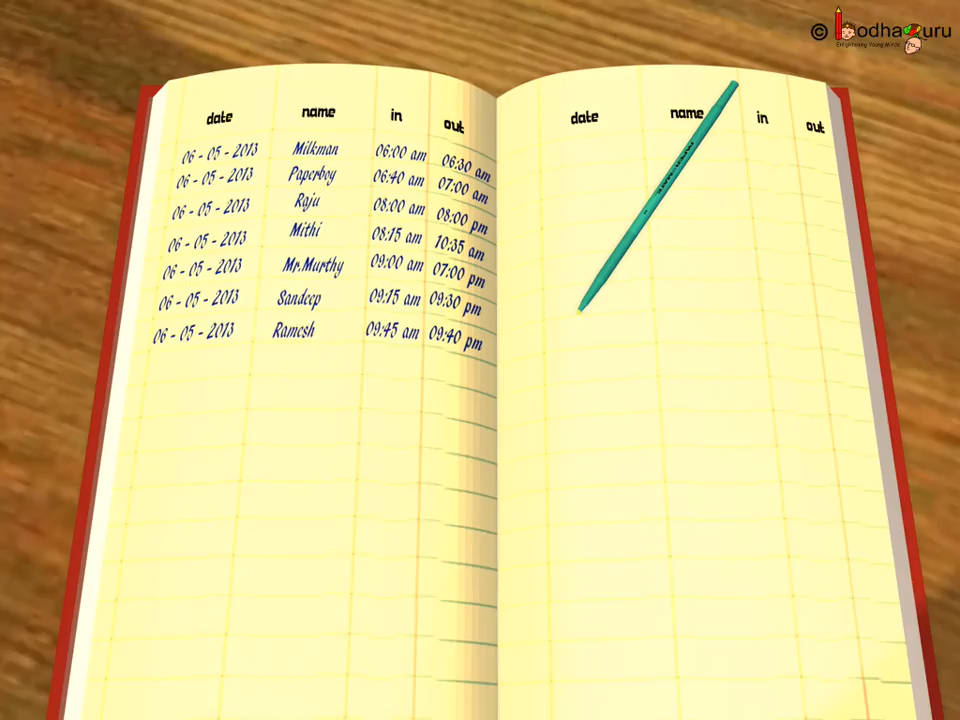 © BodhaGuru
Enlightening Young Minds
date name in out
06 - 05 - 2013 Milkman 06:00 am 06:30 am
06 - 05 - 2013 Paperboy 06:40 am 07:00 am
06 - 05 - 2013 Raju 08:00 am 08:00 pm
06 - 05 - 2013 Mithi 08:15 am 10:35 am
06 - 05 - 2013 Mr.Murthy 09:00 am 07:00 pm
06 - 05 - 2013 Sandeep 09:15 am 09:30 pm
06 - 05 - 2013 Ramesh 09:45 am 09:40 pm
date name in out